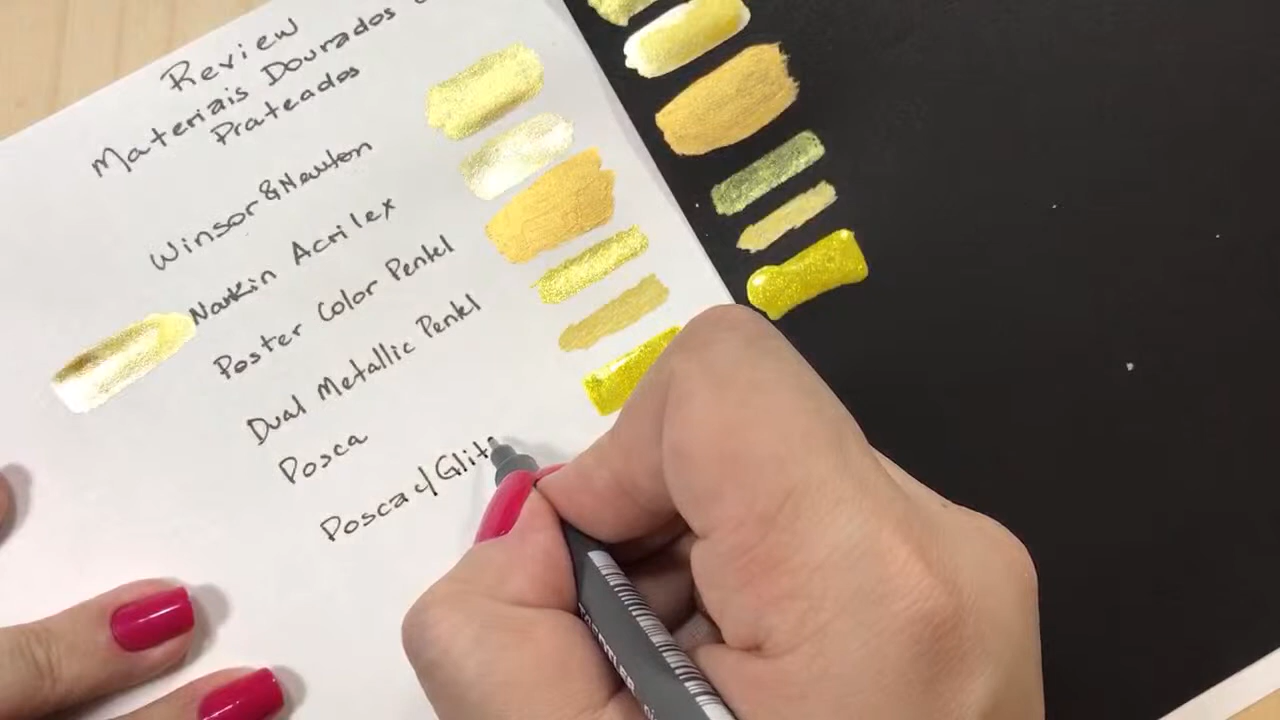 Review
Materiais Dourados
Prateados
Winsor & Newton
Nankin Acrilex
Poster Color Pentel
Dual Metallic Pentel
Posca
Posca c/ Glit